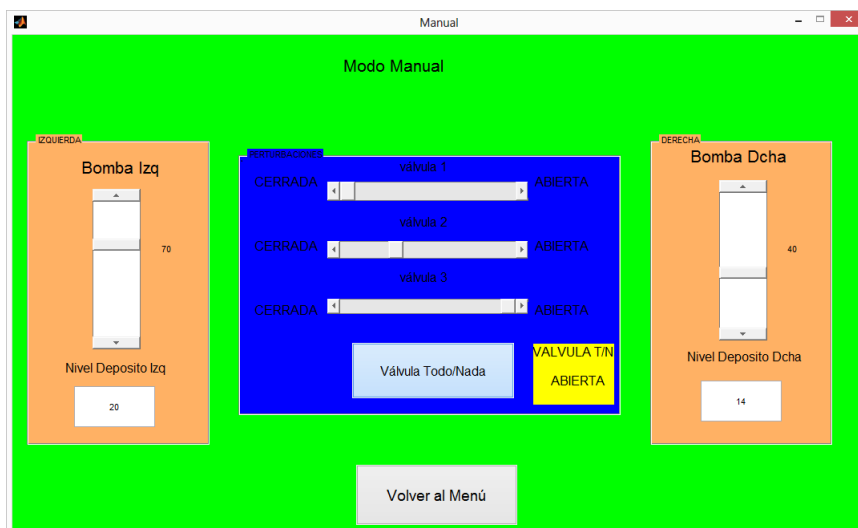 Manual
Modo Manual
IZQUIERDA
Bomba Izq
70
Nivel Deposito Izq
20
PERTURBACIONES
válvula 1
CERRADA ABIERTA
válvula 2
CERRADA ABIERTA
válvula 3
CERRADA ABIERTA
Válvula Todo/Nada
VALVULA T/N
ABIERTA
DERECHA
Bomba Dcha
40
Nivel Deposito Dcha
14
Volver al Menú